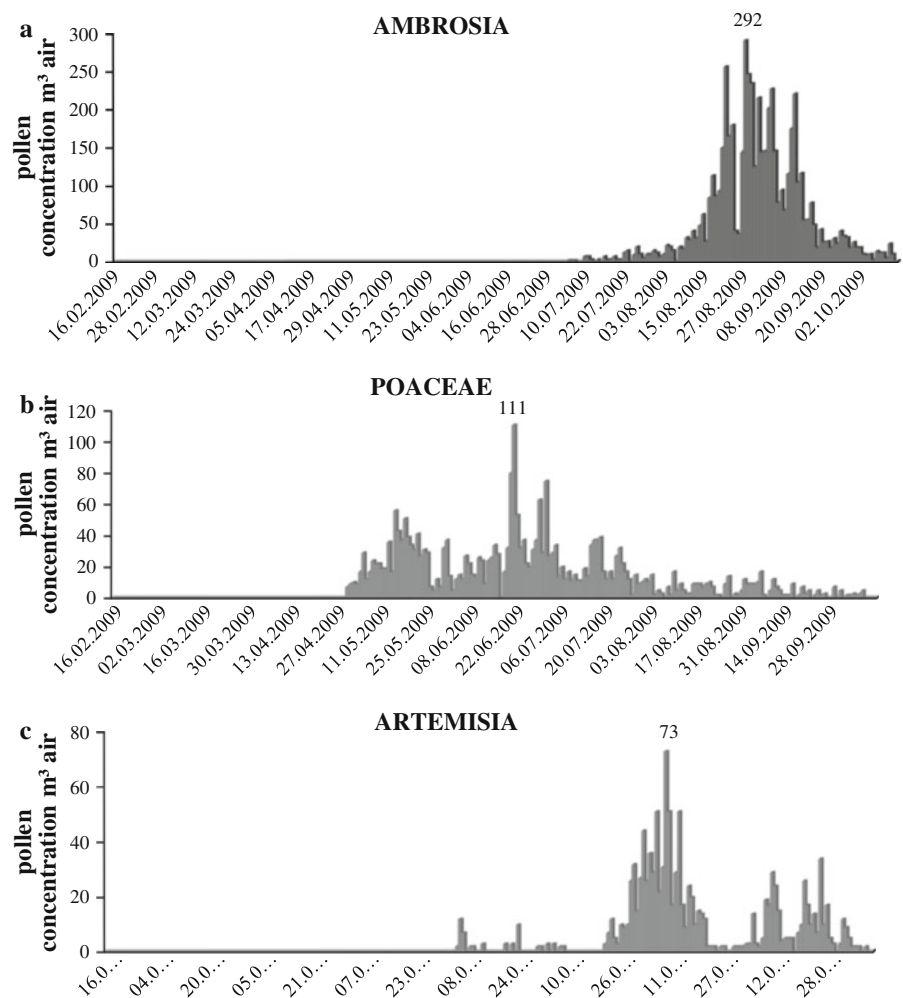 a
AMBROSIA
292
pollen
concentration m³ air
300
250
200
150
100
50
0
16.02.2009 28.02.2009 12.03.2009 24.03.2009 05.04.2009 17.04.2009 29.04.2009 11.05.2009 23.05.2009 04.06.2009 16.06.2009 28.06.2009 10.07.2009 22.07.2009 03.08.2009 15.08.2009 27.08.2009 08.09.2009 20.09.2009 02.10.2009
b
POACEAE
111
pollen
concentration m³ air
120
100
80
60
40
20
0
16.02.2009 02.03.2009 16.03.2009 30.03.2009 13.04.2009 27.04.2009 11.05.2009 25.05.2009 08.06.2009 22.06.2009 06.07.2009 20.07.2009 03.08.2009 17.08.2009 31.08.2009 14.09.2009 28.09.2009
c
ARTEMISIA
73
pollen
concentration m³ air
80
60
40
20
0
16.0... 04.0... 20.0... 05.0... 21.0... 07.0... 23.0... 08.0... 24.0... 10.0... 26.0... 11.0... 27.0... 12.0... 28.0...